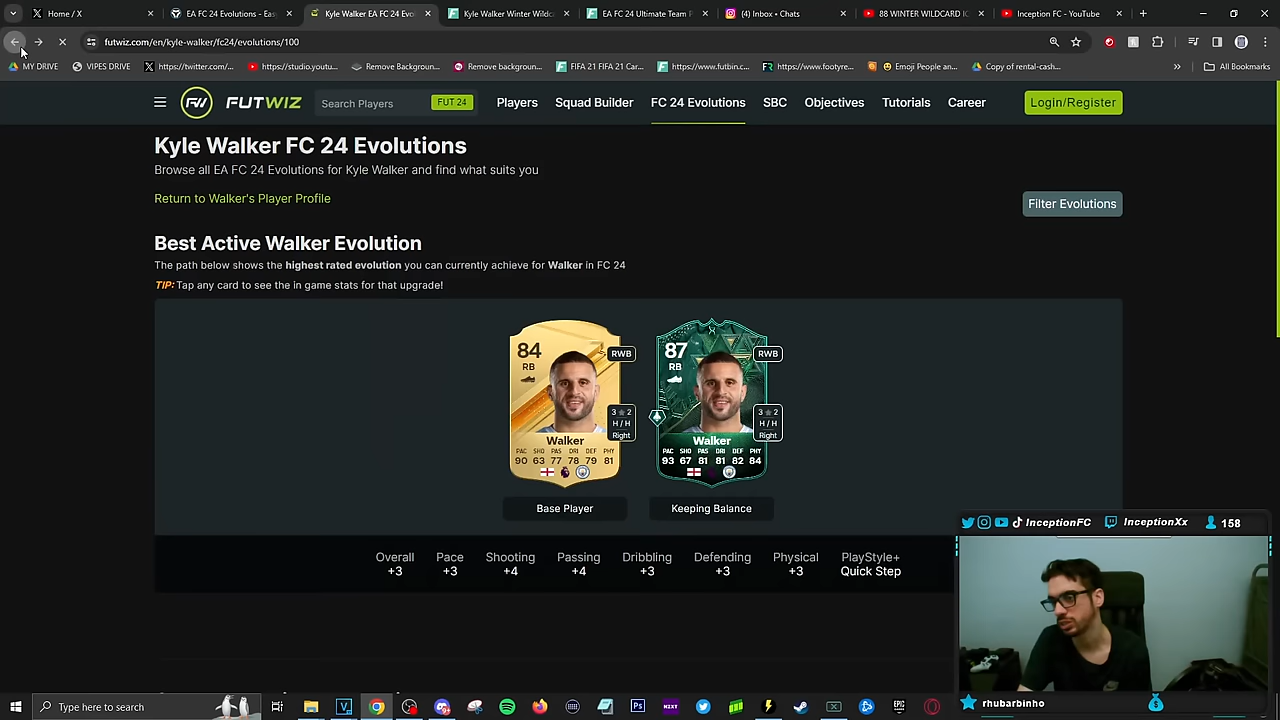 Home / X
EA FC 24 Evolutions - Eas
Kyle Walker EA FC 24 Evo
Kyle Walker Winter Wildc
EA FC 24 Ultimate Team P
(4) Inbox • Chats
88 WINTER WILDCARD IC
Inception FC - YouTube
futwiz.com/en/kyle-walker/fc24/evolutions/100
MY DRIVE
VIPES DRIVE
https://twitter.com/...
https://studio.youtu...
Remove Backgroun...
Remove backgroun...
FIFA 21 FIFA 21 Car...
https://www.futbin.c...
https://www.footyre...
Emoji People an...
Copy of rental-cash...
All Bookmarks
FUTWIZ
Search Players
FUT 24
Players
Squad Builder
FC 24 Evolutions
SBC
Objectives
Tutorials
Career
Login/Register
Kyle Walker FC 24 Evolutions
Browse all EA FC 24 Evolutions for Kyle Walker and find what suits you
Return to Walker's Player Profile
Filter Evolutions
Best Active Walker Evolution
The path below shows the highest rated evolution you can currently achieve for Walker in FC 24
TIP: Tap any card to see the in game stats for that upgrade!
84
RB
RWB
3 ★ 2
H / H
Right
Walker
PAC SHO PAS DRI DEF PHY
90 63 77 78 79 81
Base Player
87
RB
RWB
3 ★ 2
H / H
Right
Walker
PAC SHO PAS DRI DEF PHY
93 67 81 81 82 84
Keeping Balance
Overall Pace Shooting Passing Dribbling Defending Physical PlayStyle+
+3 +3 +4 +4 +3 +3 +3 Quick Step
InceptionFC
InceptionXx
158
rhubarbinho
Type here to search